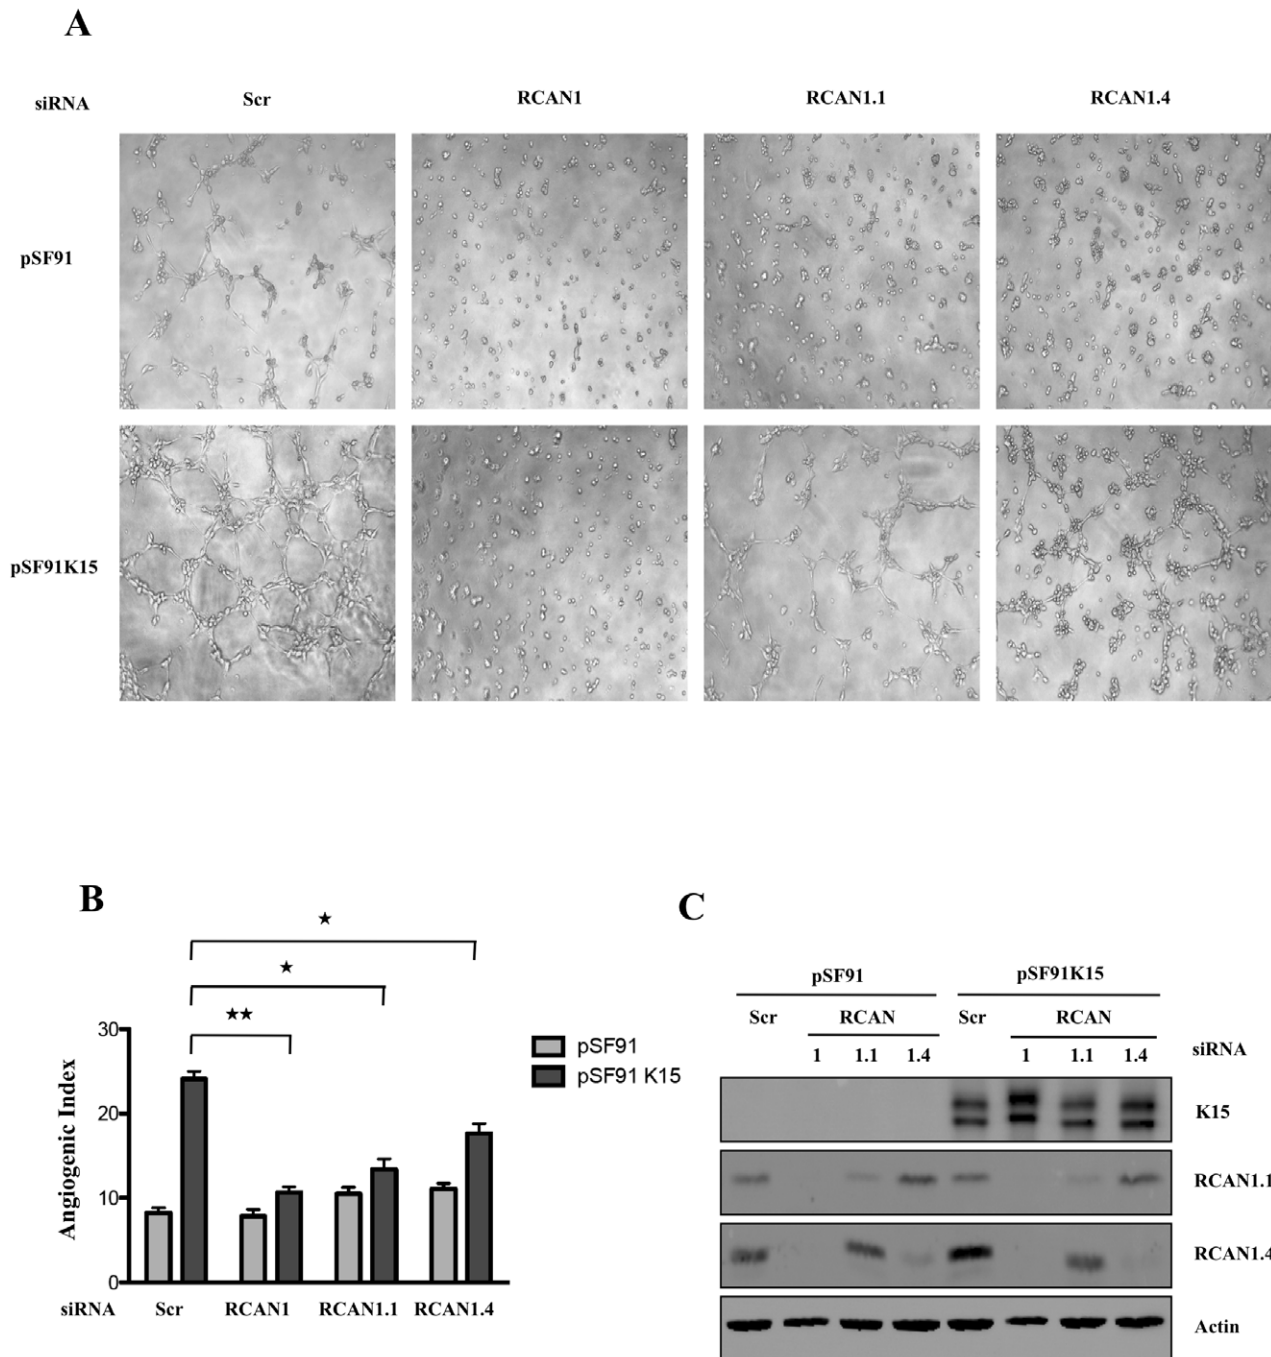 A
siRNA Scr RCAN1 RCAN1.1 RCAN1.4
pSF91
pSF91K15
B
★
★
★★
30
20
10
0
Angiogenic Index
pSF91
pSF91 K15
siRNA Scr RCAN1 RCAN1.1 RCAN1.4
C
pSF91 pSF91K15
Scr RCAN Scr RCAN
1 1.1 1.4 1 1.1 1.4 siRNA
K15
RCAN1.1
RCAN1.4
Actin